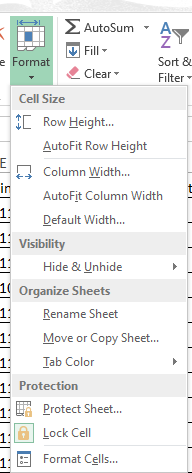 Format
AutoSum
Fill
Clear
Sort &
Filter
Cell Size
Row Height...
AutoFit Row Height
Column Width...
AutoFit Column Width
Default Width...
Visibility
Hide & Unhide
Organize Sheets
Rename Sheet
Move or Copy Sheet...
Tab Color
Protection
Protect Sheet...
Lock Cell
Format Cells...